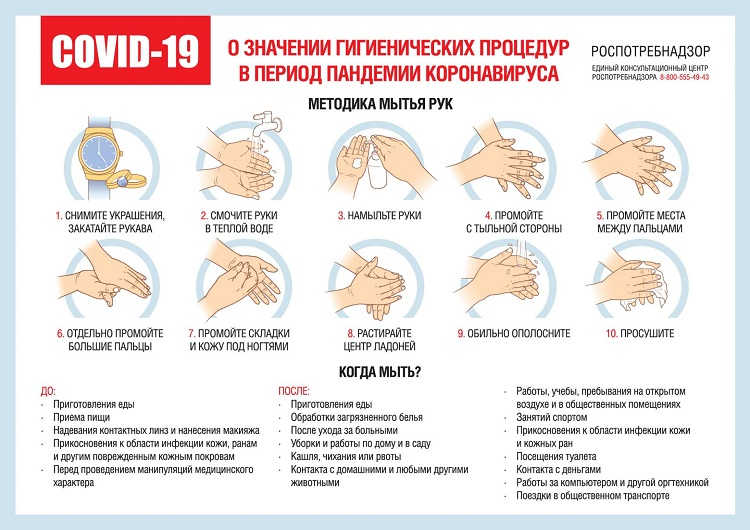 COVID-19
О ЗНАЧЕНИИ ГИГИЕНИЧЕСКИХ ПРОЦЕДУР
В ПЕРИОД ПАНДЕМИИ КОРОНАВИРУСА
РОСПОТРЕБНАДЗОР
ЕДИНЫЙ КОНСУЛЬТАЦИОННЫЙ ЦЕНТР
РОСПОТРЕБНАДЗОРА 8-800-555-49-43
МЕТОДИКА МЫТЬЯ РУК
1. СНИМИТЕ УКРАШЕНИЯ,
ЗАКАТАЙТЕ РУКАВА
2. СМОЧИТЕ РУКИ
В ТЕПЛОЙ ВОДЕ
3. НАМЫЛЬТЕ РУКИ
4. ПРОМОЙТЕ
С ТЫЛЬНОЙ СТОРОНЫ
5. ПРОМОЙТЕ МЕСТА
МЕЖДУ ПАЛЬЦАМИ
6. ОТДЕЛЬНО ПРОМОЙТЕ
БОЛЬШИЕ ПАЛЬЦЫ
7. ПРОМОЙТЕ СКЛАДКИ
И КОЖУ ПОД НОГТЯМИ
8. РАСТИРАЙТЕ
ЦЕНТР ЛАДОНЕЙ
9. ОБИЛЬНО ОПОЛОСНИТЕ
10. ПРОСУШИТЕ
КОГДА МЫТЬ?
ДО:
· Приготовления еды
· Приема пищи
· Надевания контактных линз и нанесения макияжа
· Прикосновения к области инфекции кожи, ранам
и другим поврежденным кожным покровам
· Перед проведением манипуляций медицинского
характера
ПОСЛЕ:
· Приготовления еды
· Обработки загрязненного белья
· После ухода за больными
· Уборки и работы по дому и в саду
· Кашля, чихания или рвоты
· Контакта с домашними и любыми другими
животными
· Работы, учебы, пребывания на открытом
воздухе и в общественных помещениях
· Занятий спортом
· Прикосновения к области инфекции кожи
и кожных ран
· Посещения туалета
· Контакта с деньгами
· Работы за компьютером и другой оргтехникой
· Поездки в общественном транспорте